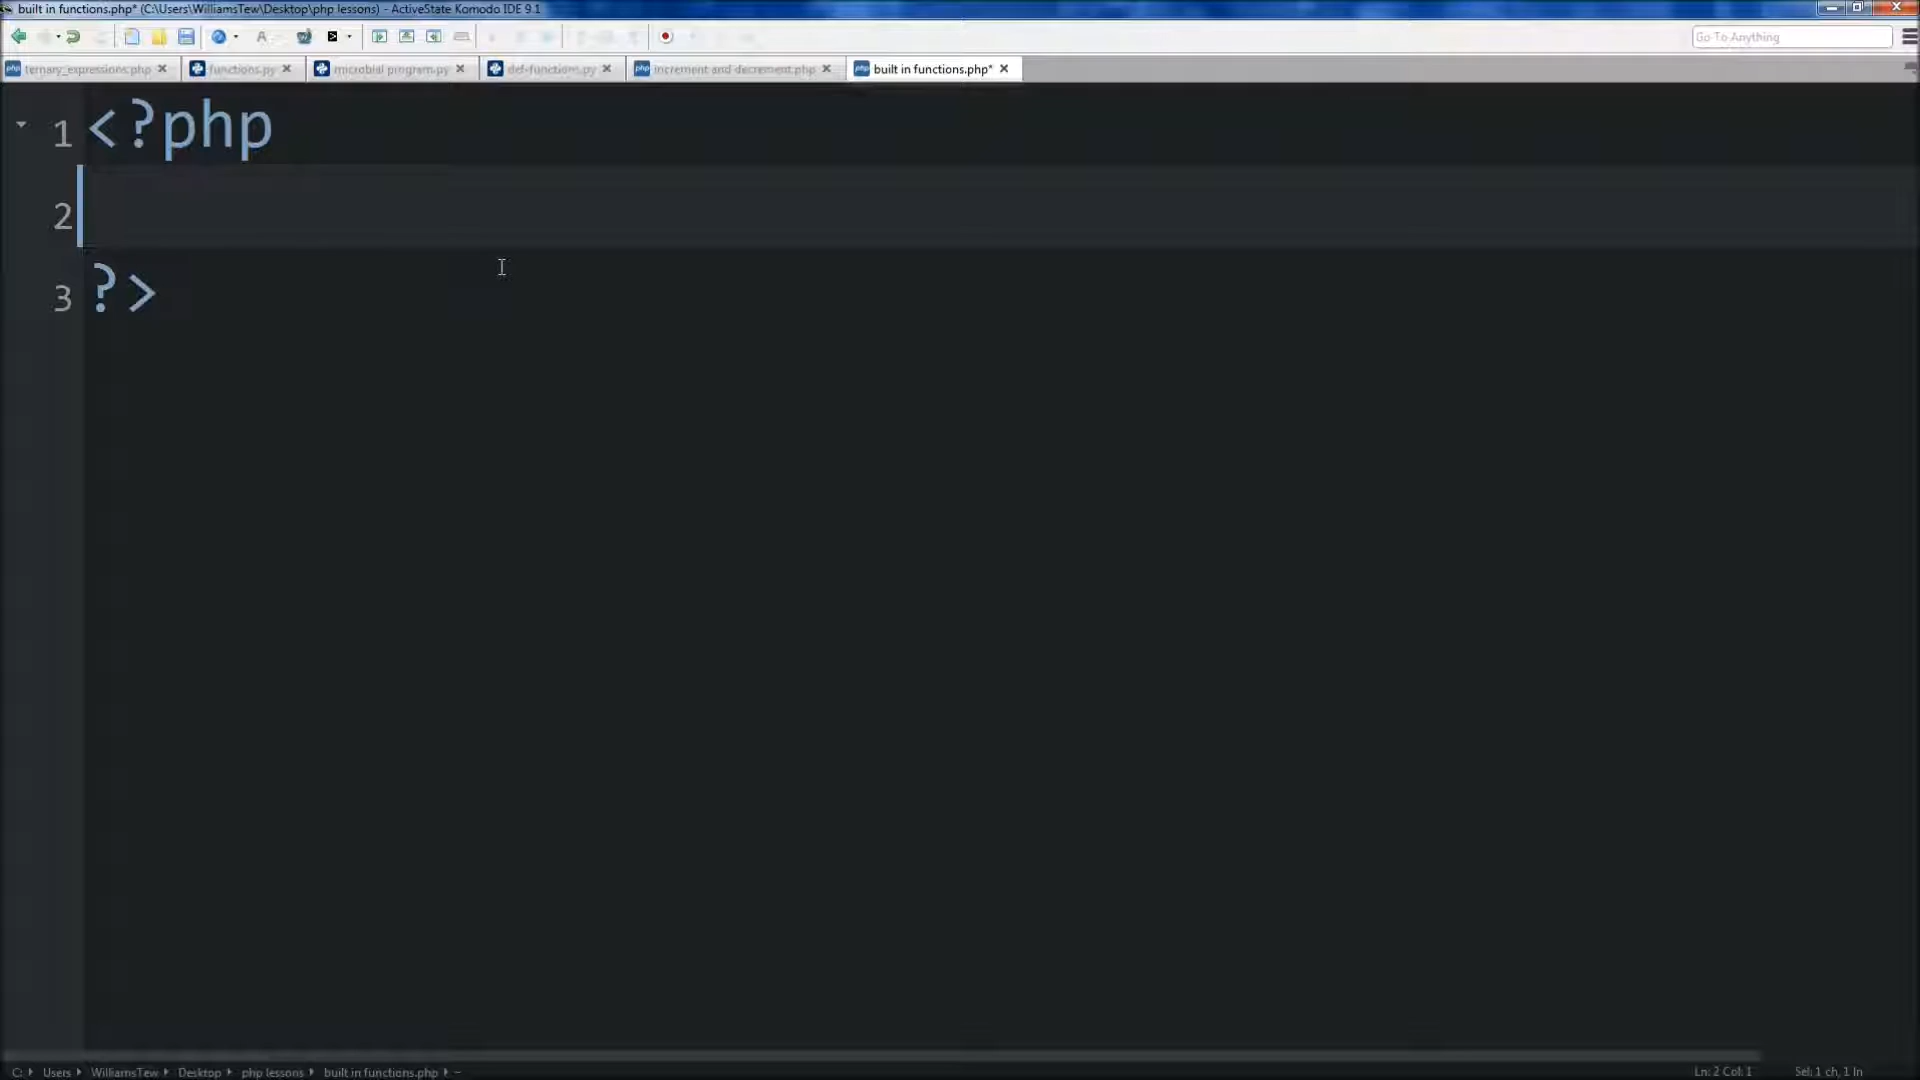 built in functions.php* (C:\Users\WilliamsTew\Desktop\php lessons) - ActiveState Komodo IDE 9.1
Go To Anything
ternary_expressions.php functions.py microbial program.py def-functions.py increment and decrement.php built in functions.php*
1 <?php
2
3 ?>
C: Users WilliamsTew Desktop php lessons built in functions.php
Ln: 2 Col: 1 Sel: 1 ch, 1 ln